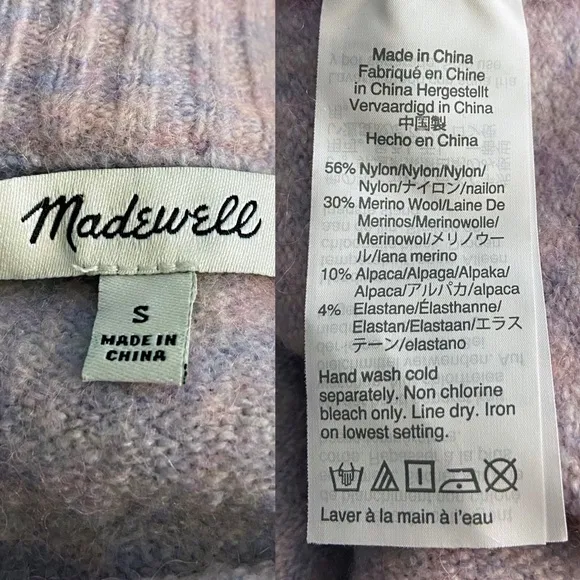 Madewell
S
MADE IN
CHINA
Made in China
Fabriqué en Chine
in China Hergestellt
Vervaardigd in China
中国製
Hecho en China
56% Nylon/Nylon/Nylon/
Nylon/ナイロン/nailon
30% Merino Wool/Laine De
Merinos/Merinowolle/
Merinowol/メリノウー
ル/lana merino
10% Alpaca/Alpaga/Alpaka/
Alpaca/アルパカ/alpaca
4% Elastane/Élasthanne/
Elastan/Elastaan/エラス
テーン/elastano
Hand wash cold
separately. Non chlorine
bleach only. Line dry. Iron
on lowest setting.
Laver à la main à l'eau